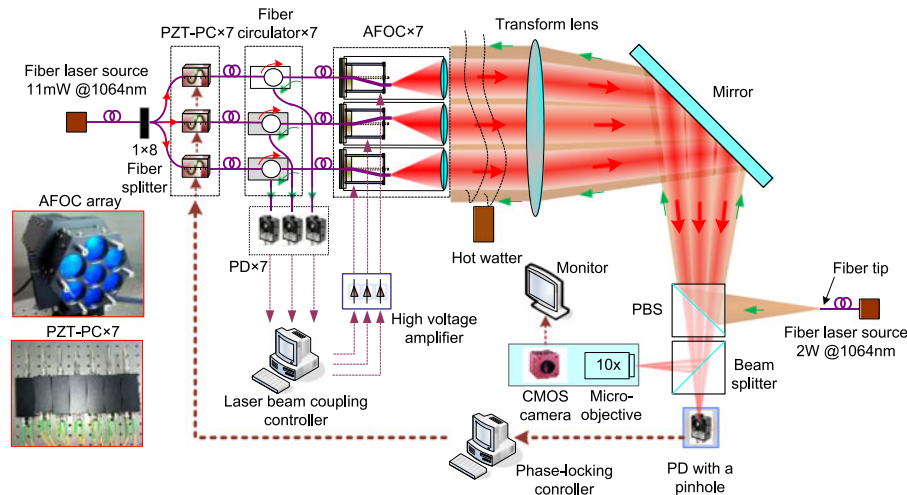 Fiber
PZT-PC×7
circulator×7
AFOC×7
Transform lens
Fiber laser source
11mW @1064nm
Mirror
1×8
Fiber
splitter
AFOC array
PD×7
Hot watter
Monitor
Fiber tip
PBS
Fiber laser source
2W @1064nm
High voltage
amplifier
PZT-PC×7
10x
Beam
splitter
CMOS
camera
Micro-
objective
Laser beam coupling
controller
Phase-locking
conroller
PD with a
pinhole